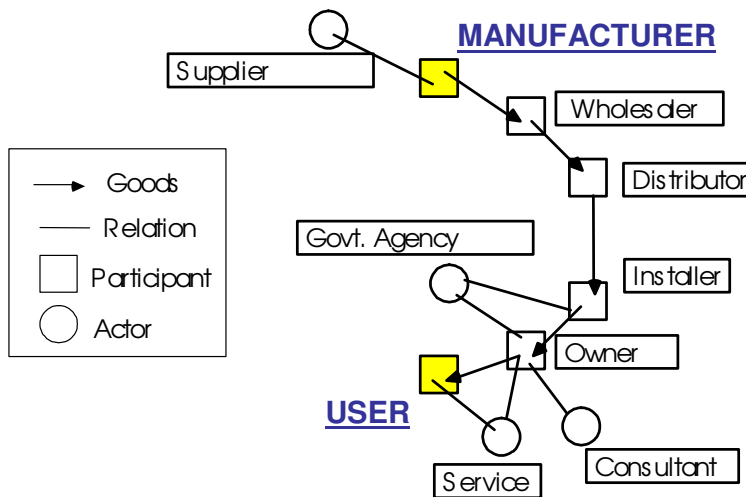 MANUFACTURER
Supplier
Wholesaler
Distributor
Goods
Relation
Participant
Actor
Govt. Agency
Installer
Owner
USER
Service
Consultant